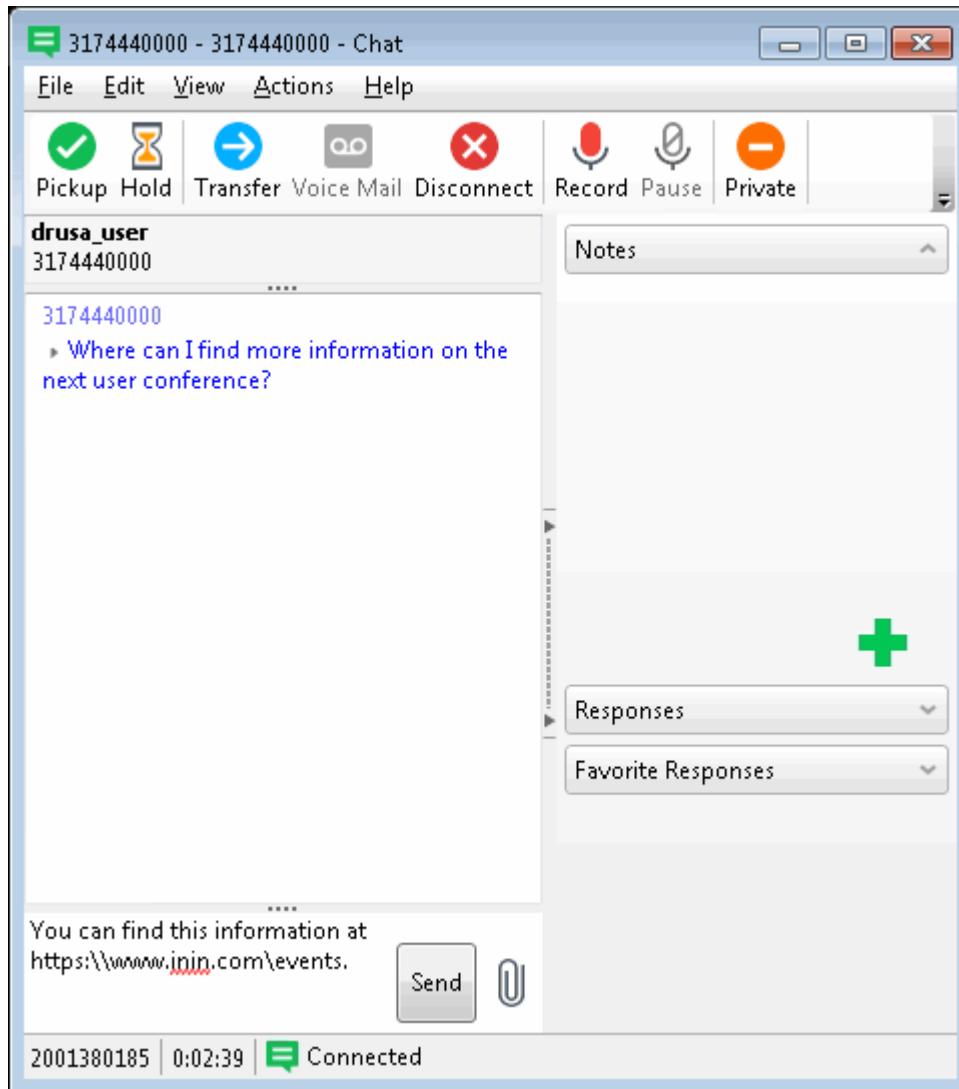 3174440000 - 3174440000 - Chat
File Edit View Actions Help
Pickup Hold Transfer Voice Mail Disconnect Record Pause Private
drusa_user
3174440000
Notes
3174440000
Where can I find more information on the
next user conference?
Responses
Favorite Responses
You can find this information at
https:\\www.inin.com\events.
Send
2001380185 0:02:39 Connected